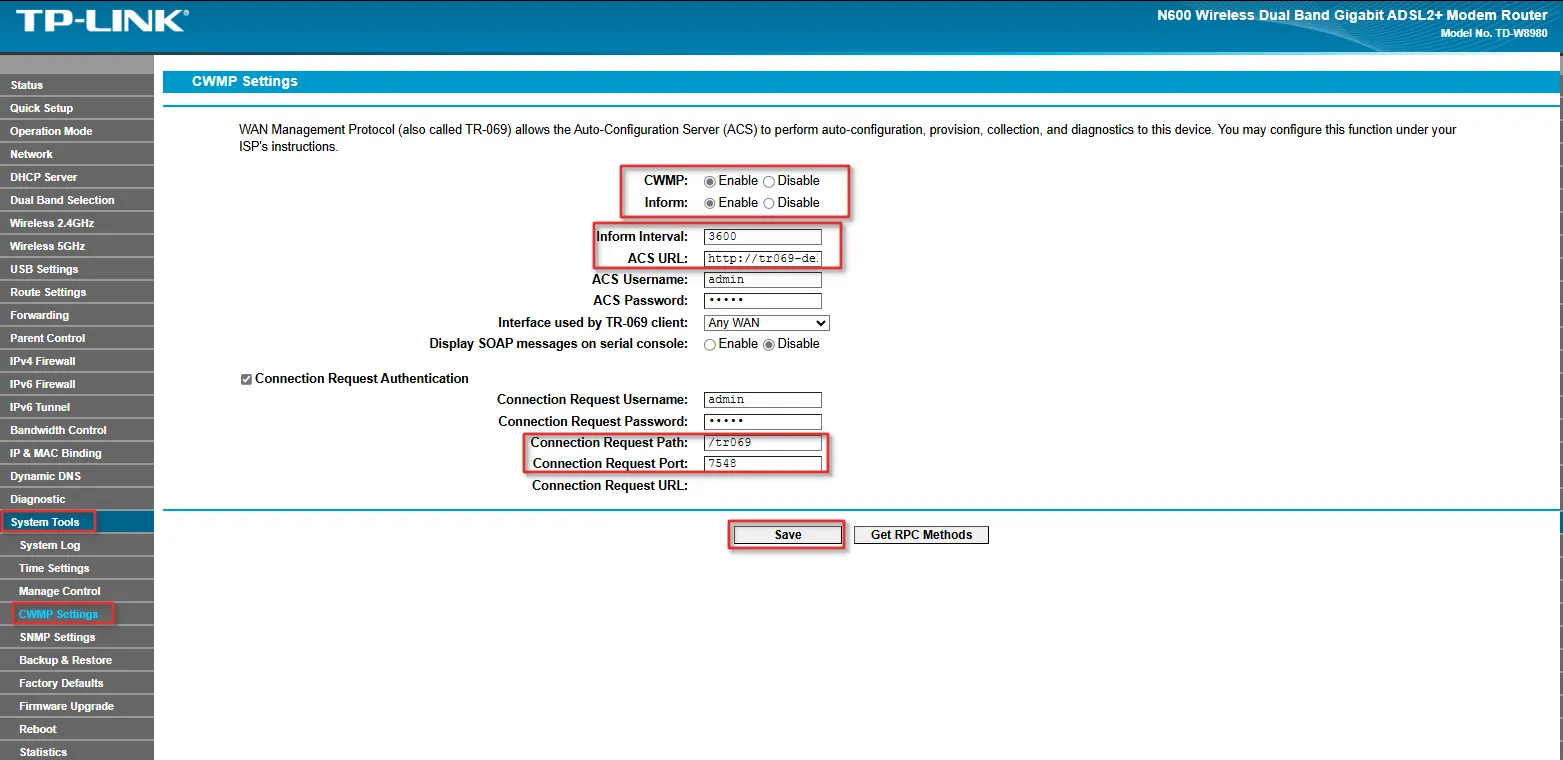 TP-LINK®
N600 Wireless Dual Band Gigabit ADSL2+ Modem Router
Model No. TD-W8980
Status
Quick Setup
Operation Mode
Network
DHCP Server
Dual Band Selection
Wireless 2.4GHz
Wireless 5GHz
USB Settings
Route Settings
Forwarding
Parent Control
IPv4 Firewall
IPv6 Firewall
IPv6 Tunnel
Bandwidth Control
IP & MAC Binding
Dynamic DNS
Diagnostic
System Tools
System Log
Time Settings
Manage Control
CWMP Settings
SNMP Settings
Backup & Restore
Factory Defaults
Firmware Upgrade
Reboot
Statistics
CWMP Settings
WAN Management Protocol (also called TR-069) allows the Auto-Configuration Server (ACS) to perform auto-configuration, provision, collection, and diagnostics to this device. You may configure this function under your
ISP's instructions.
CWMP: Enable Disable
Inform: Enable Disable
Inform Interval: 3600
ACS URL: http://tr069-de
ACS Username: admin
ACS Password: •••••
Interface used by TR-069 client: Any WAN
Display SOAP messages on serial console: Enable Disable
Connection Request Authentication
Connection Request Username: admin
Connection Request Password: •••••
Connection Request Path: /tr069
Connection Request Port: 7548
Connection Request URL:
Save Get RPC Methods